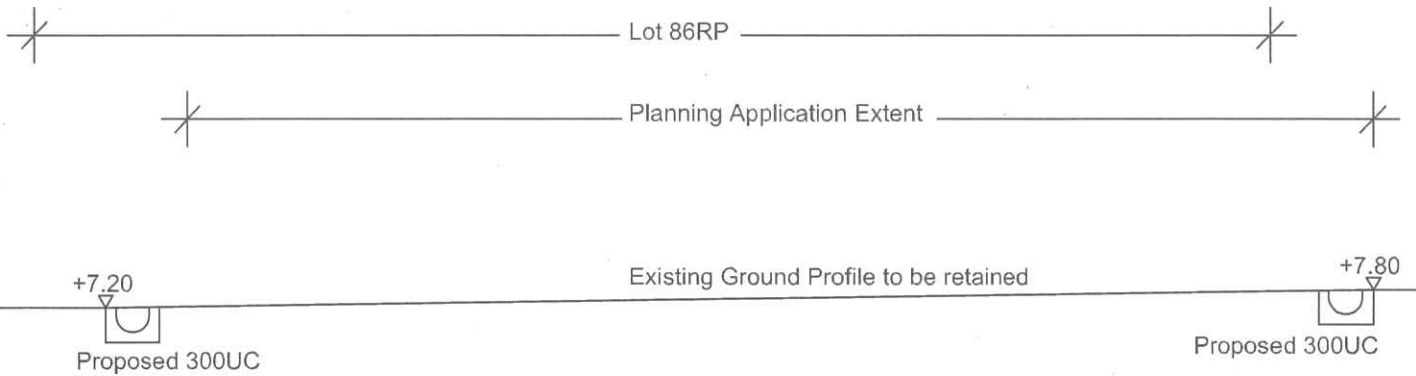 Lot 86RP
Planning Application Extent
+7.20
Existing Ground Profile to be retained
+7.80
Proposed 300UC
Proposed 300UC